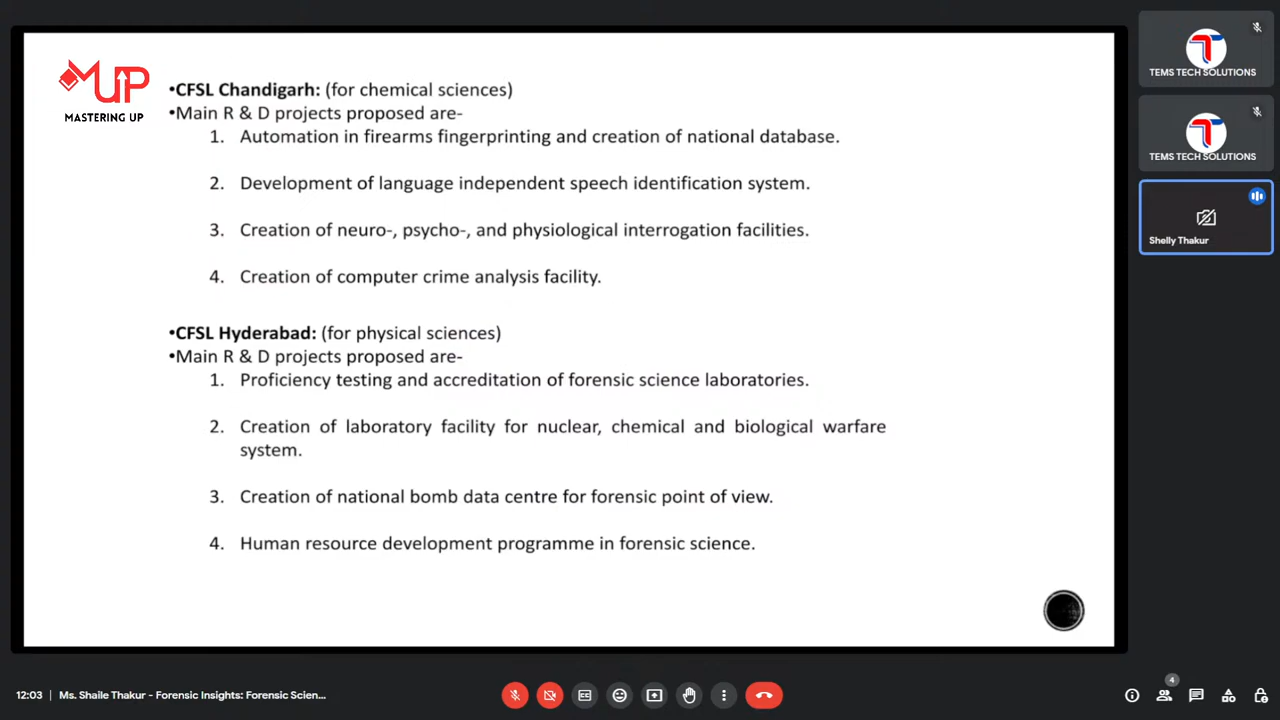 MUP
MASTERING UP
•CFSL Chandigarh: (for chemical sciences)
•Main R & D projects proposed are-
1. Automation in firearms fingerprinting and creation of national database.
2. Development of language independent speech identification system.
3. Creation of neuro-, psycho-, and physiological interrogation facilities.
4. Creation of computer crime analysis facility.
•CFSL Hyderabad: (for physical sciences)
•Main R & D projects proposed are-
1. Proficiency testing and accreditation of forensic science laboratories.
2. Creation of laboratory facility for nuclear, chemical and biological warfare
system.
3. Creation of national bomb data centre for forensic point of view.
4. Human resource development programme in forensic science.
TEMS TECH SOLUTIONS
TEMS TECH SOLUTIONS
Shelly Thakur
12:03 | Ms. Shaile Thakur - Forensic Insights: Forensic Scien...
4